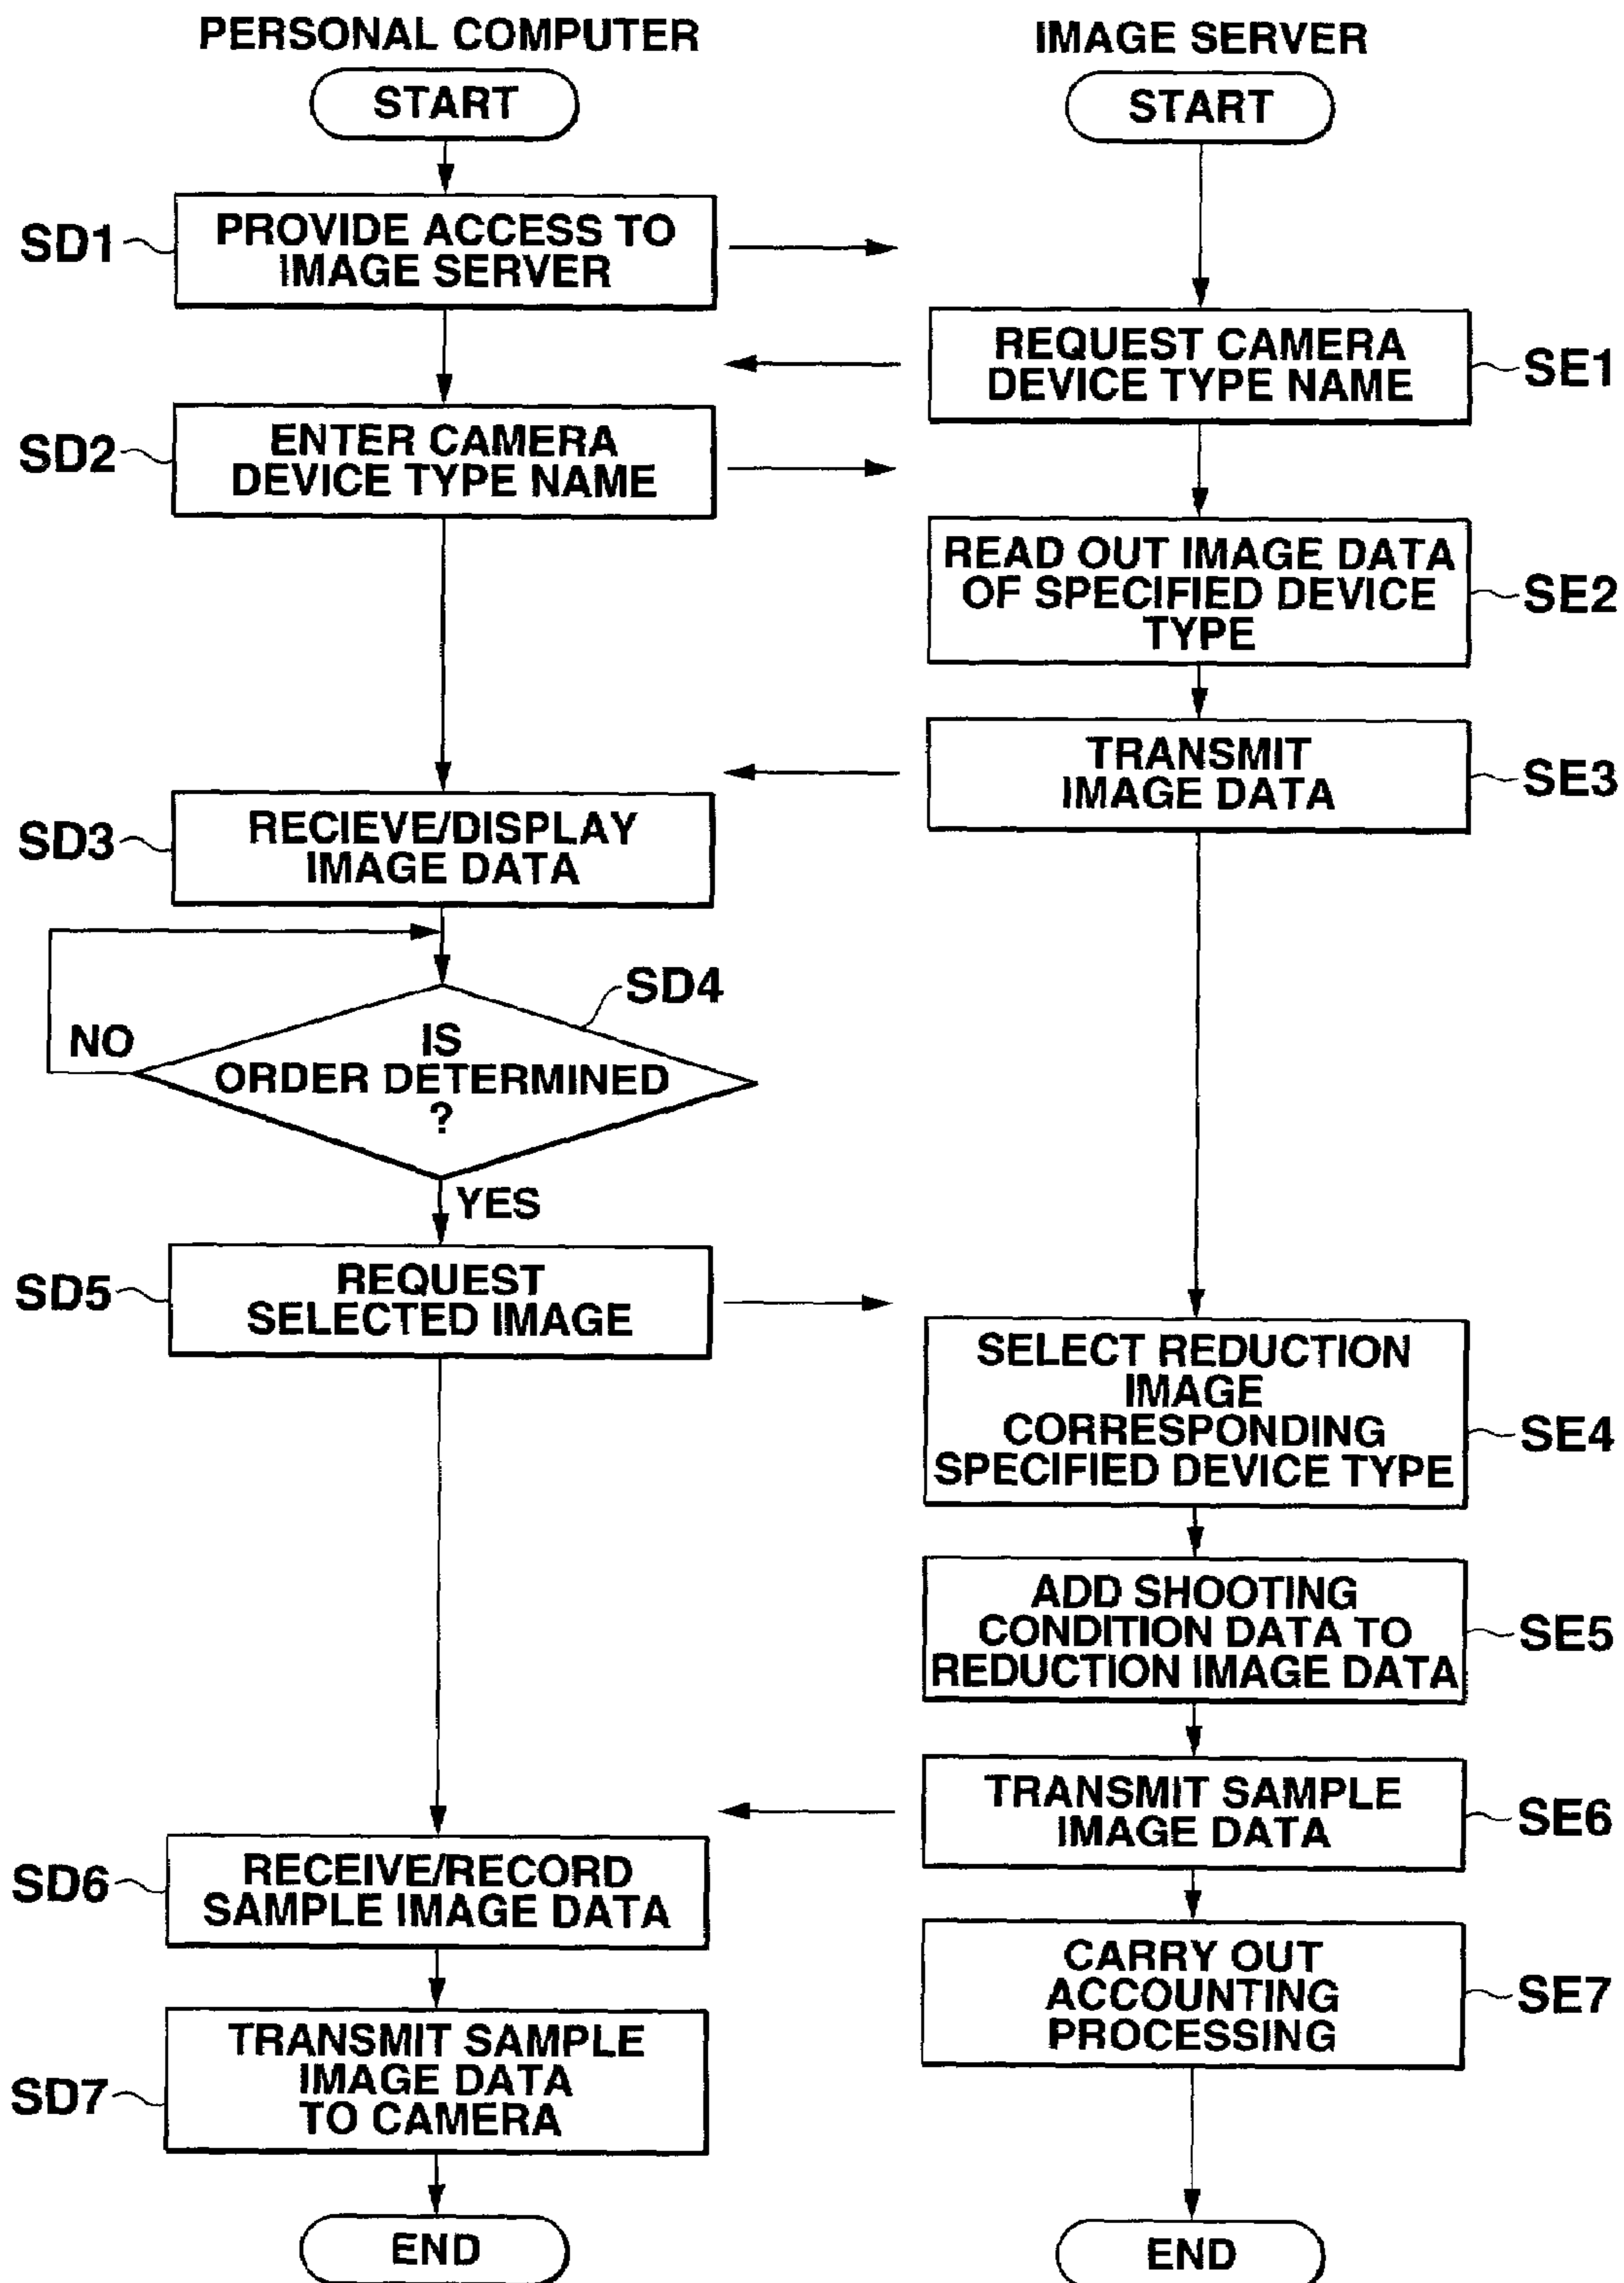 PERSONAL COMPUTER
START
SD1
PROVIDE ACCESS TO
IMAGE SERVER
SD2
ENTER CAMERA
DEVICE TYPE NAME
SD3
RECIEVE/DISPLAY
IMAGE DATA
SD4
NO
IS
ORDER DETERMINED
?
YES
SD5
REQUEST
SELECTED IMAGE
SD6
RECEIVE/RECORD
SAMPLE IMAGE DATA
SD7
TRANSMIT SAMPLE
IMAGE DATA
TO CAMERA
END
IMAGE SERVER
START
REQUEST CAMERA
DEVICE TYPE NAME
SE1
READ OUT IMAGE DATA
OF SPECIFIED DEVICE
TYPE
SE2
TRANSMIT
IMAGE DATA
SE3
SELECT REDUCTION
IMAGE
CORRESPONDING
SPECIFIED DEVICE TYPE
SE4
ADD SHOOTING
CONDITION DATA TO
REDUCTION IMAGE DATA
SE5
TRANSMIT SAMPLE
IMAGE DATA
SE6
CARRY OUT
ACCOUNTING
PROCESSING
SE7
END